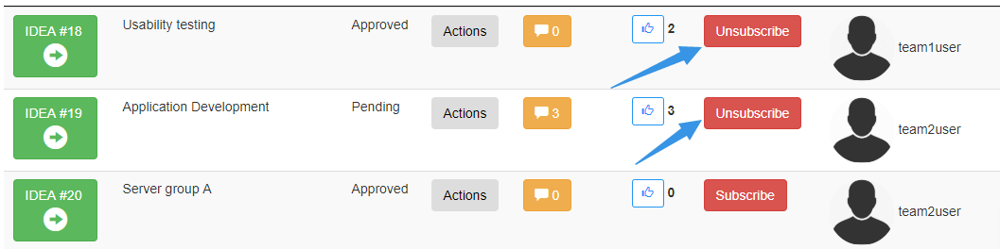 IDEA #18 Usability testing Approved Actions 0 2 Unsubscribe team1user
IDEA #19 Application Development Pending Actions 3 3 Unsubscribe team2user
IDEA #20 Server group A Approved Actions 0 0 Subscribe team2user